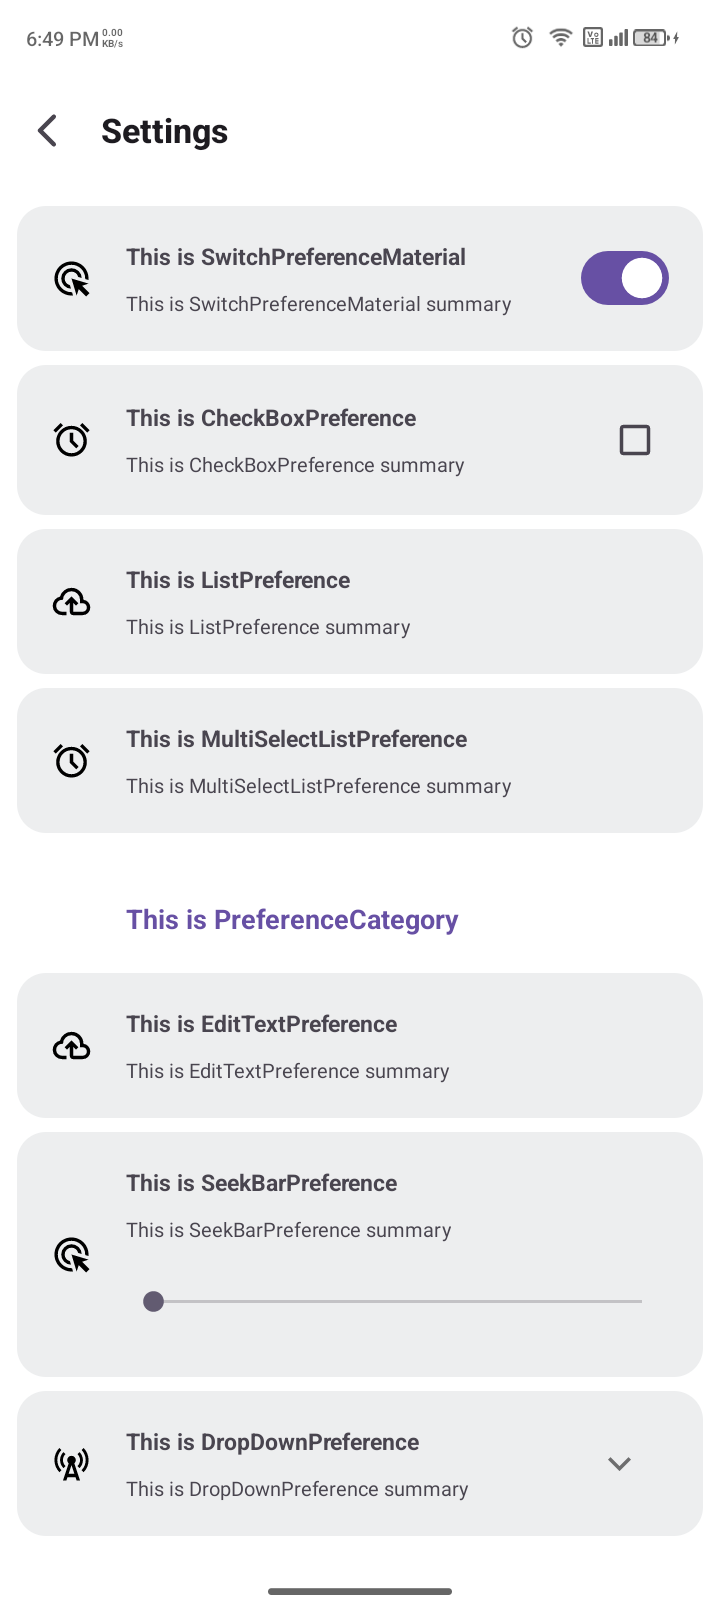 6:49 PM 0.00 KB/s Vo LTE 84
Settings
This is SwitchPreferenceMaterial
This is SwitchPreferenceMaterial summary
This is CheckBoxPreference
This is CheckBoxPreference summary
This is ListPreference
This is ListPreference summary
This is MultiSelectListPreference
This is MultiSelectListPreference summary
This is PreferenceCategory
This is EditTextPreference
This is EditTextPreference summary
This is SeekBarPreference
This is SeekBarPreference summary
This is DropDownPreference
This is DropDownPreference summary